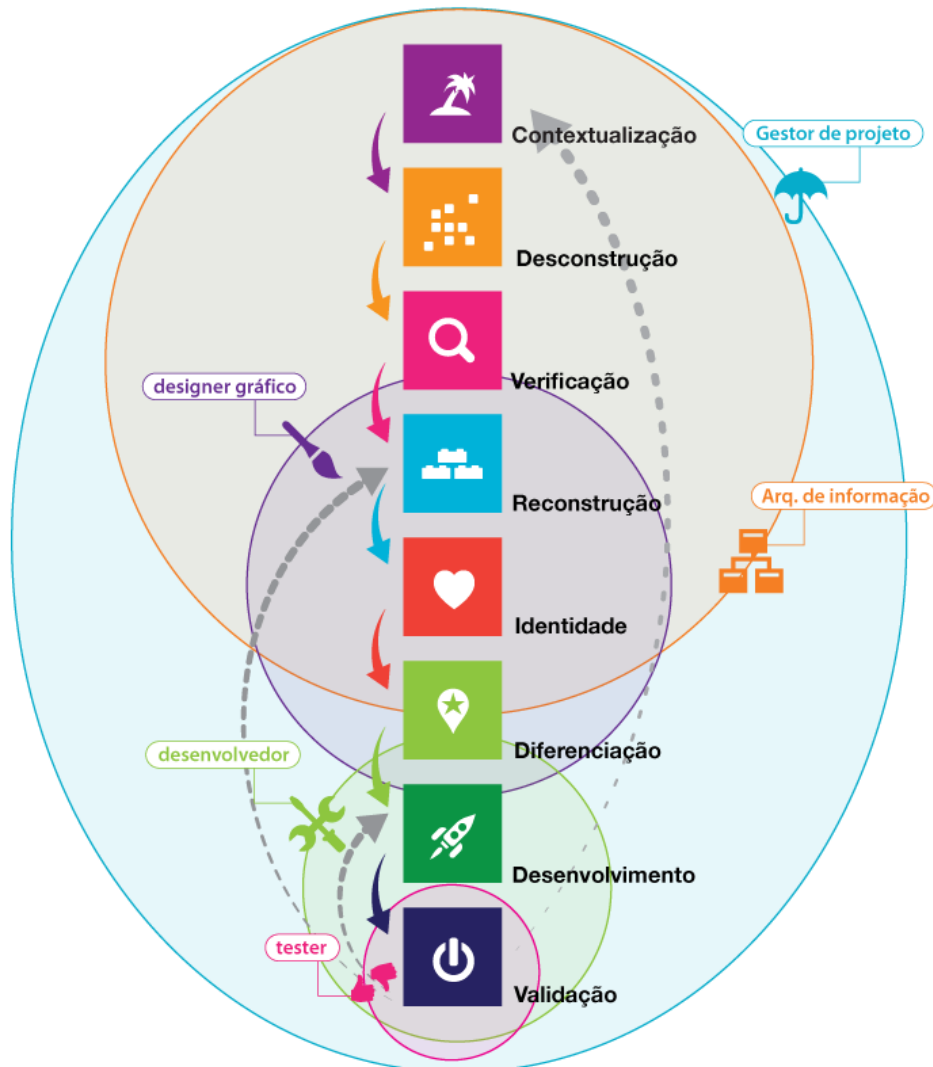 Contextualização
Gestor de projeto
Desconstrução
Verificação
designer gráfico
Reconstrução
Arq. de informação
Identidade
Diferenciação
desenvolvedor
Desenvolvimento
tester
Validação